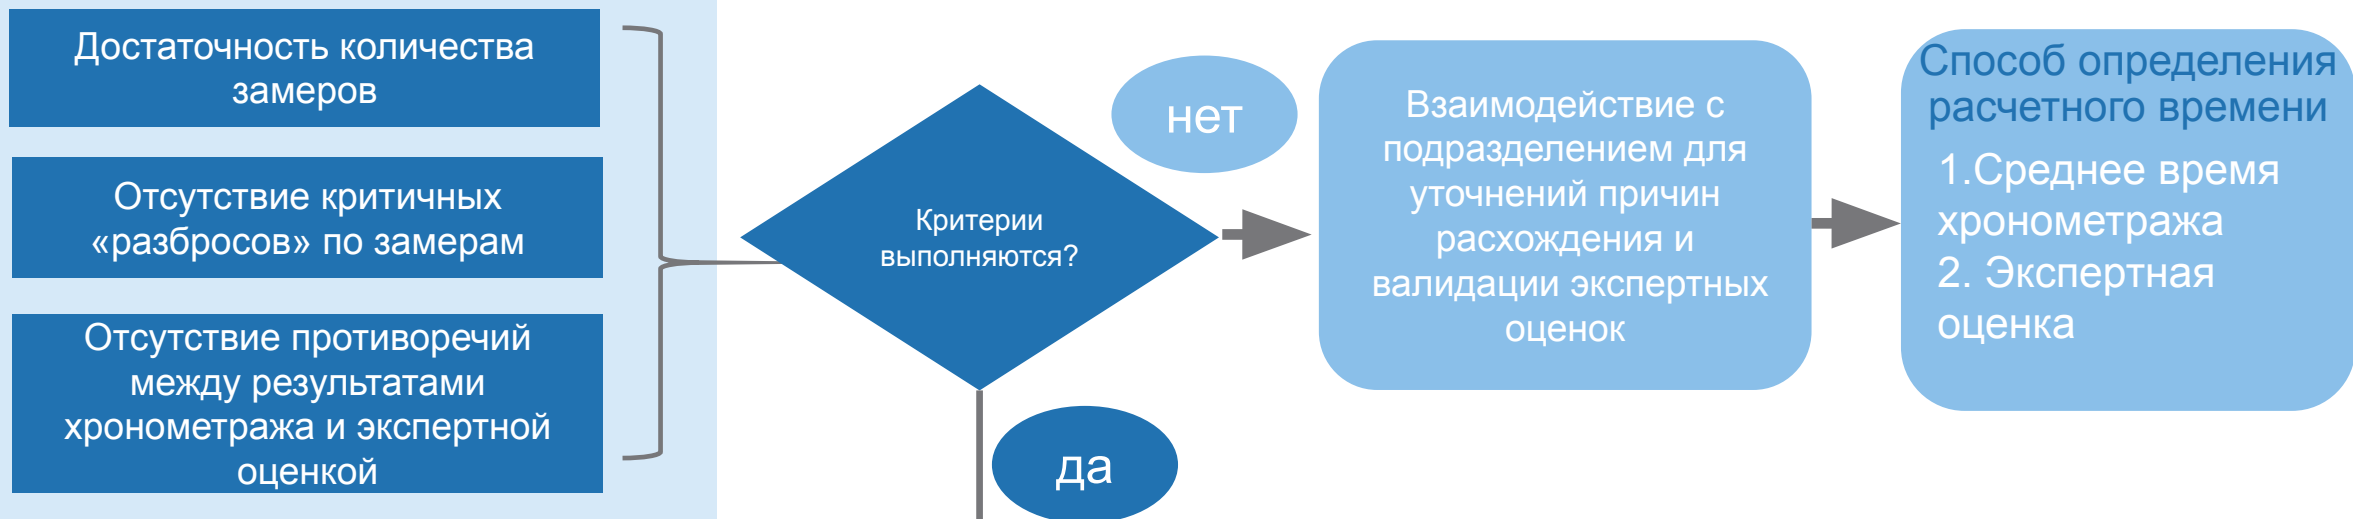 Достаточность количества
замеров
Отсутствие критичных
«разбросов» по замерам
Отсутствие противоречий
между результатами
хронометража и экспертной
оценкой
Критерии
выполняются?
нет
да
Взаимодействие с
подразделением для
уточнений причин
расхождения и
валидации экспертных
оценок
Способ определения
расчетного времени
1.Среднее время
хронометража
2. Экспертная
оценка